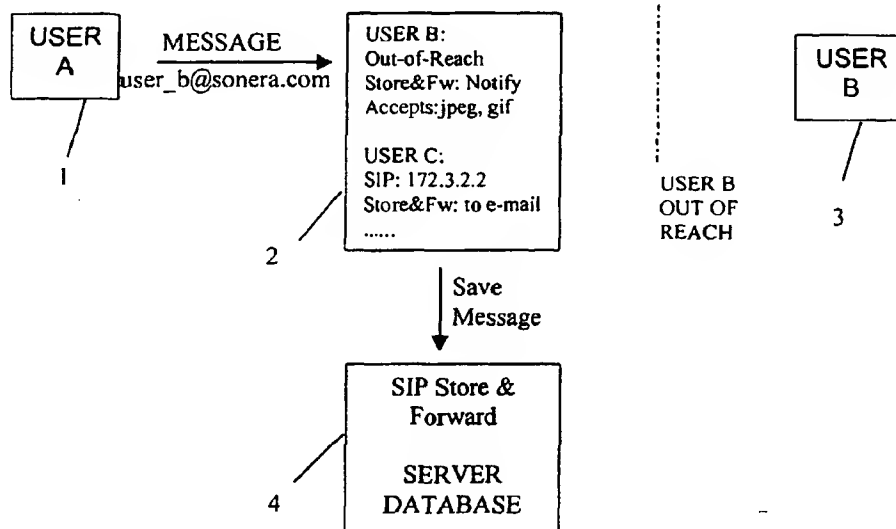 USER
A
MESSAGE
user_b@sonera.com
1
USER B:
Out-of-Reach
Store&Fw: Notify
Accepts:jpeg, gif
USER C:
SIP: 172.3.2.2
Store&Fw: to e-mail
......
2
USER
B
3
USER B
OUT OF
REACH
Save
Message
SIP Store &
Forward
SERVER
DATABASE
4